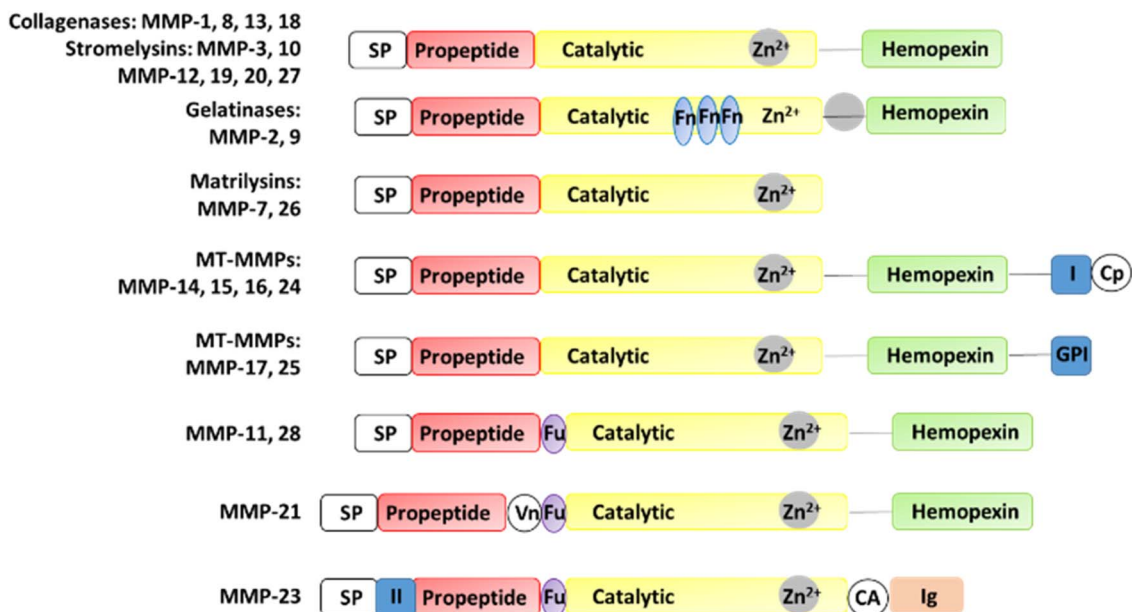 Collagenases: MMP-1, 8, 13, 18
Stromelysins: MMP-3, 10
MMP-12, 19, 20, 27
SP Propeptide Catalytic Zn²⁺ Hemopexin
Gelatinases:
MMP-2, 9
SP Propeptide Catalytic Fn Fn Fn Zn²⁺ Hemopexin
Matrilysins:
MMP-7, 26
SP Propeptide Catalytic Zn²⁺
MT-MMPs:
MMP-14, 15, 16, 24
SP Propeptide Catalytic Zn²⁺ Hemopexin I Cp
MT-MMPs:
MMP-17, 25
SP Propeptide Catalytic Zn²⁺ Hemopexin GPI
MMP-11, 28 SP Propeptide Fu Catalytic Zn²⁺ Hemopexin
MMP-21 SP Propeptide Vn Fu Catalytic Zn²⁺ Hemopexin
MMP-23 SP II Propeptide Fu Catalytic Zn²⁺ CA Ig